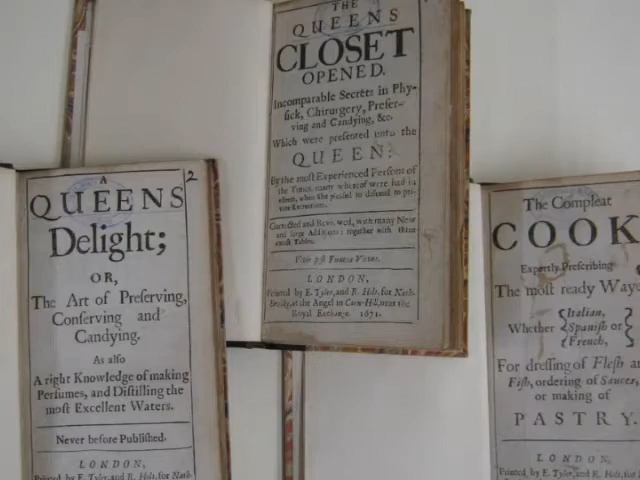 A
QUEENS
Delight;
OR,
The Art of Preserving,
Conserving and
Candying.
As also
A right Knowledge of making
Perfumes, and Distilling the
most Excellent Waters.
Never before Published.
LONDON,
Printed by E. Tyler, and R. Holt, for Nath.
2
THE
QUEENS
CLOSET
OPENED.
Incomparable Secrets in Phy-
sick, Chirurgery, Preser-
ving and Candying, &c.
Which were presented unto the
QUEEN:
By the most Experienced Persons of
the Times, many whereof were had in
esteem, when she pleased to descend to pri-
vate Recreations.
Corrected and Revived, with many New
and large Additions: together with three
exact Tables.
Vivit post Funera Virtus.
LONDON,
Printed by E. Tyler, and R. Holt, for Nath.
Brooke, at the Angel in Corn-Hill, near the
Royal Exchange. 1671.
The Compleat
COOK
Expertly Prescribing
The most ready Waye
Whether {Italian, Spanish or French,
For dressing of Flesh a
Fish, ordering of Sauces,
or making of
PASTRY.
LONDON,
Printed by E. Tyler, and R. Holt